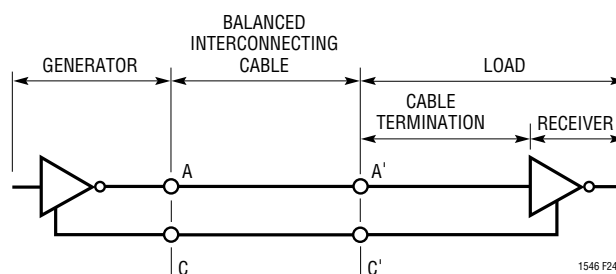 BALANCED
INTERCONNECTING
CABLE
GENERATOR
LOAD
CABLE
TERMINATION
RECEIVER
A
A'
C
C'
1546 F24